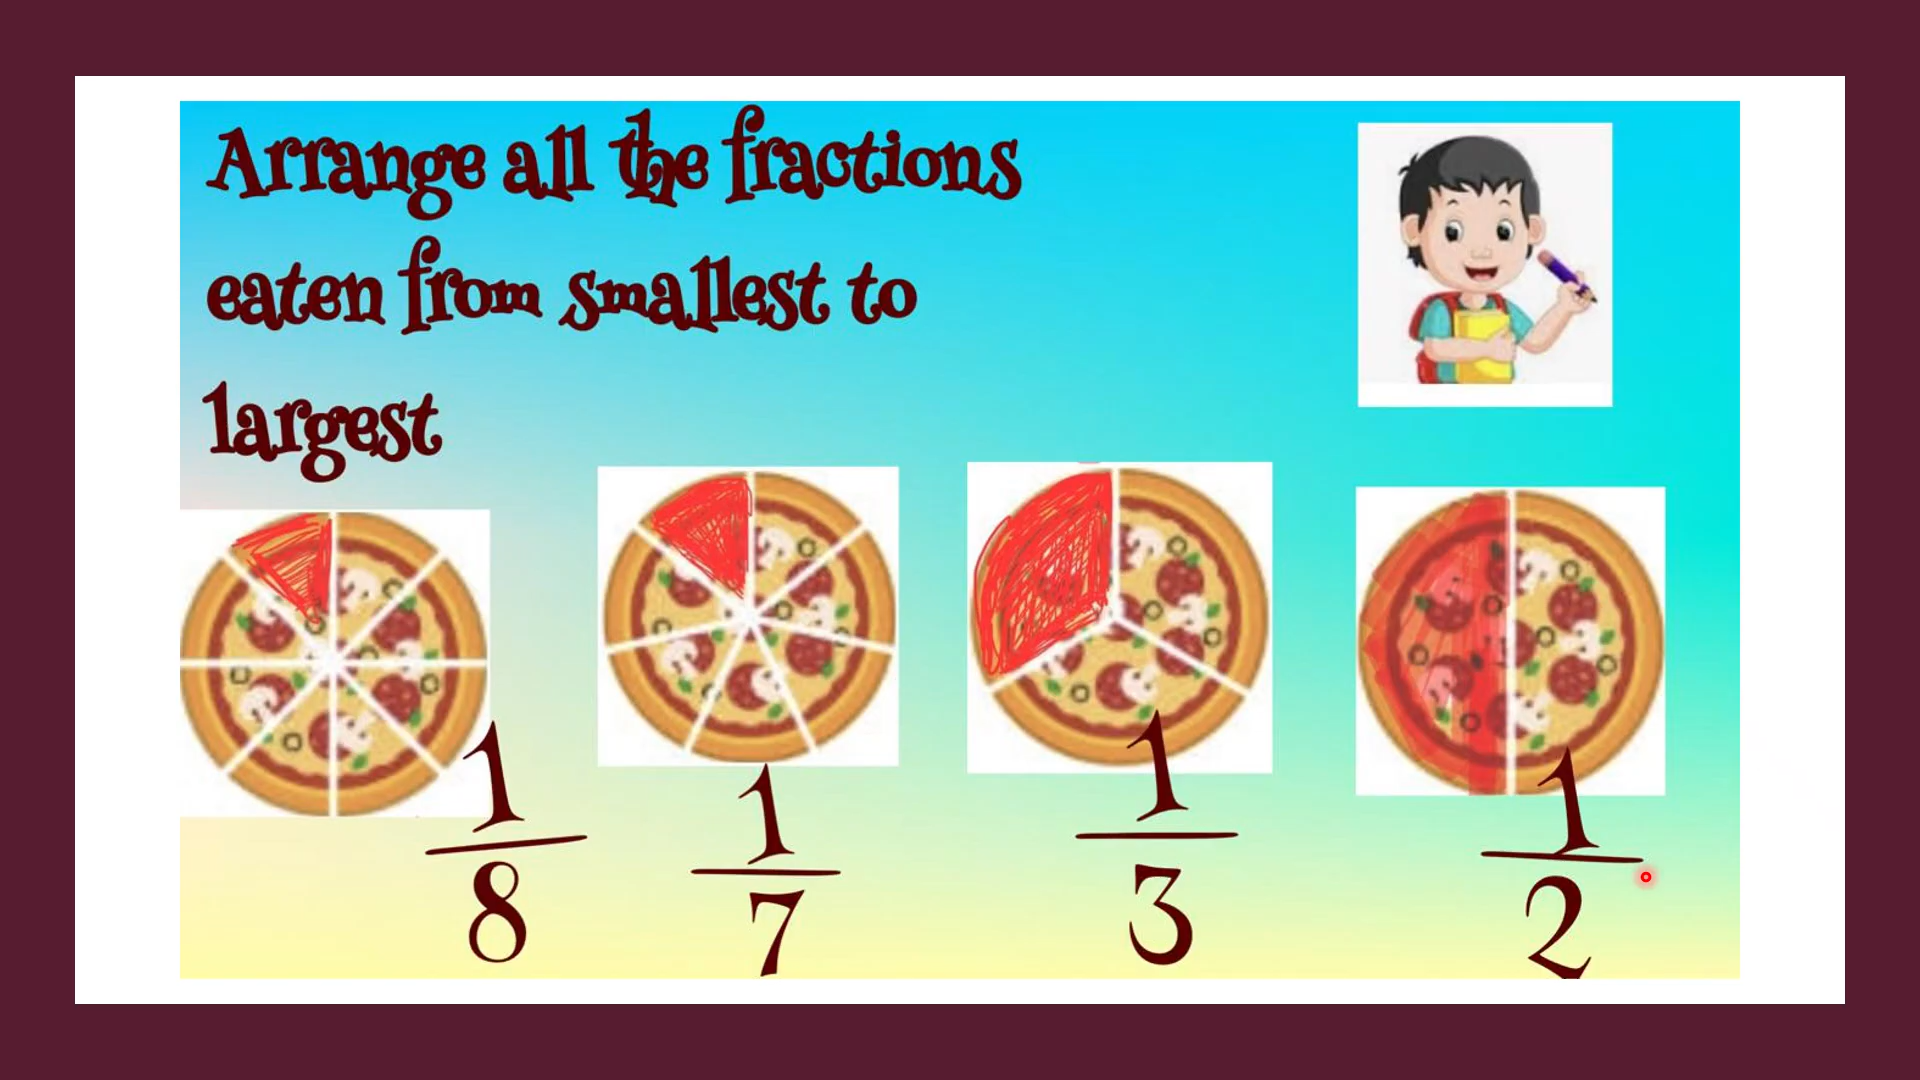 Arrange all the fractions
eaten from smallest to
largest
1
8
1
7
1
3
1
2